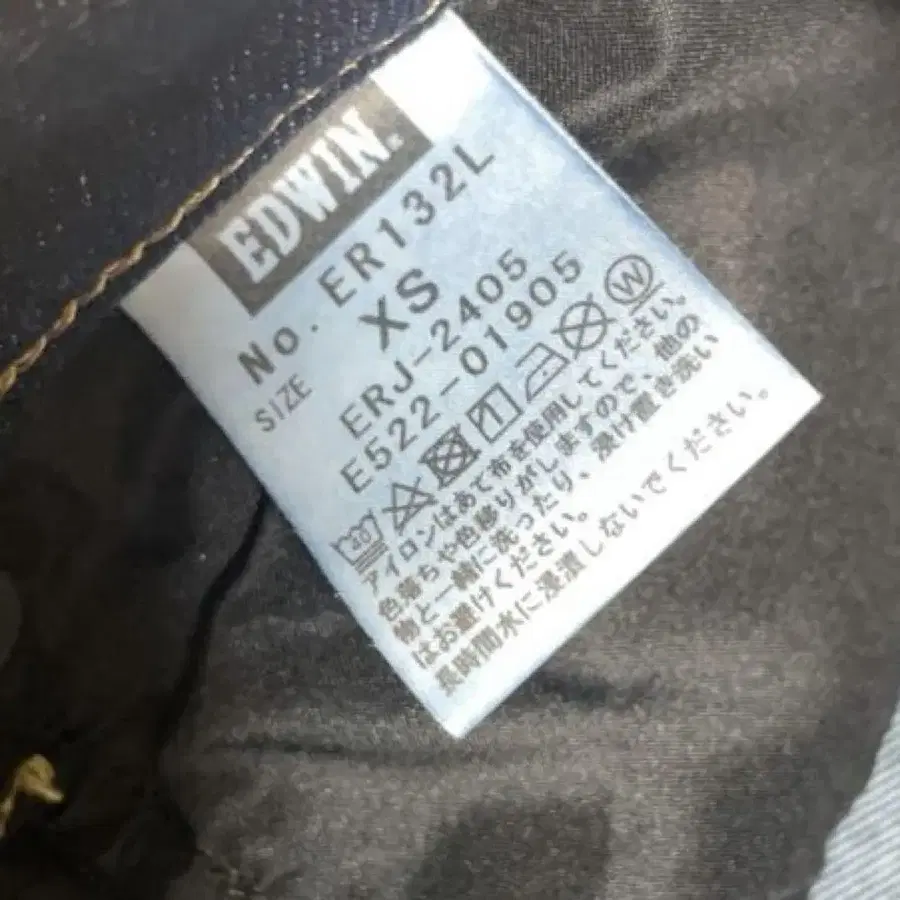 EDWIN.
No. ER132L
SIZE XS
ERJ-2405
E522-01905
40 W
アイロンはあて布を使用してください。
色落ちや色移りがしますので、他の
物と一緒に洗ったり、浸け置き洗い
はお避けください。
長時間水に浸漬しないでください。